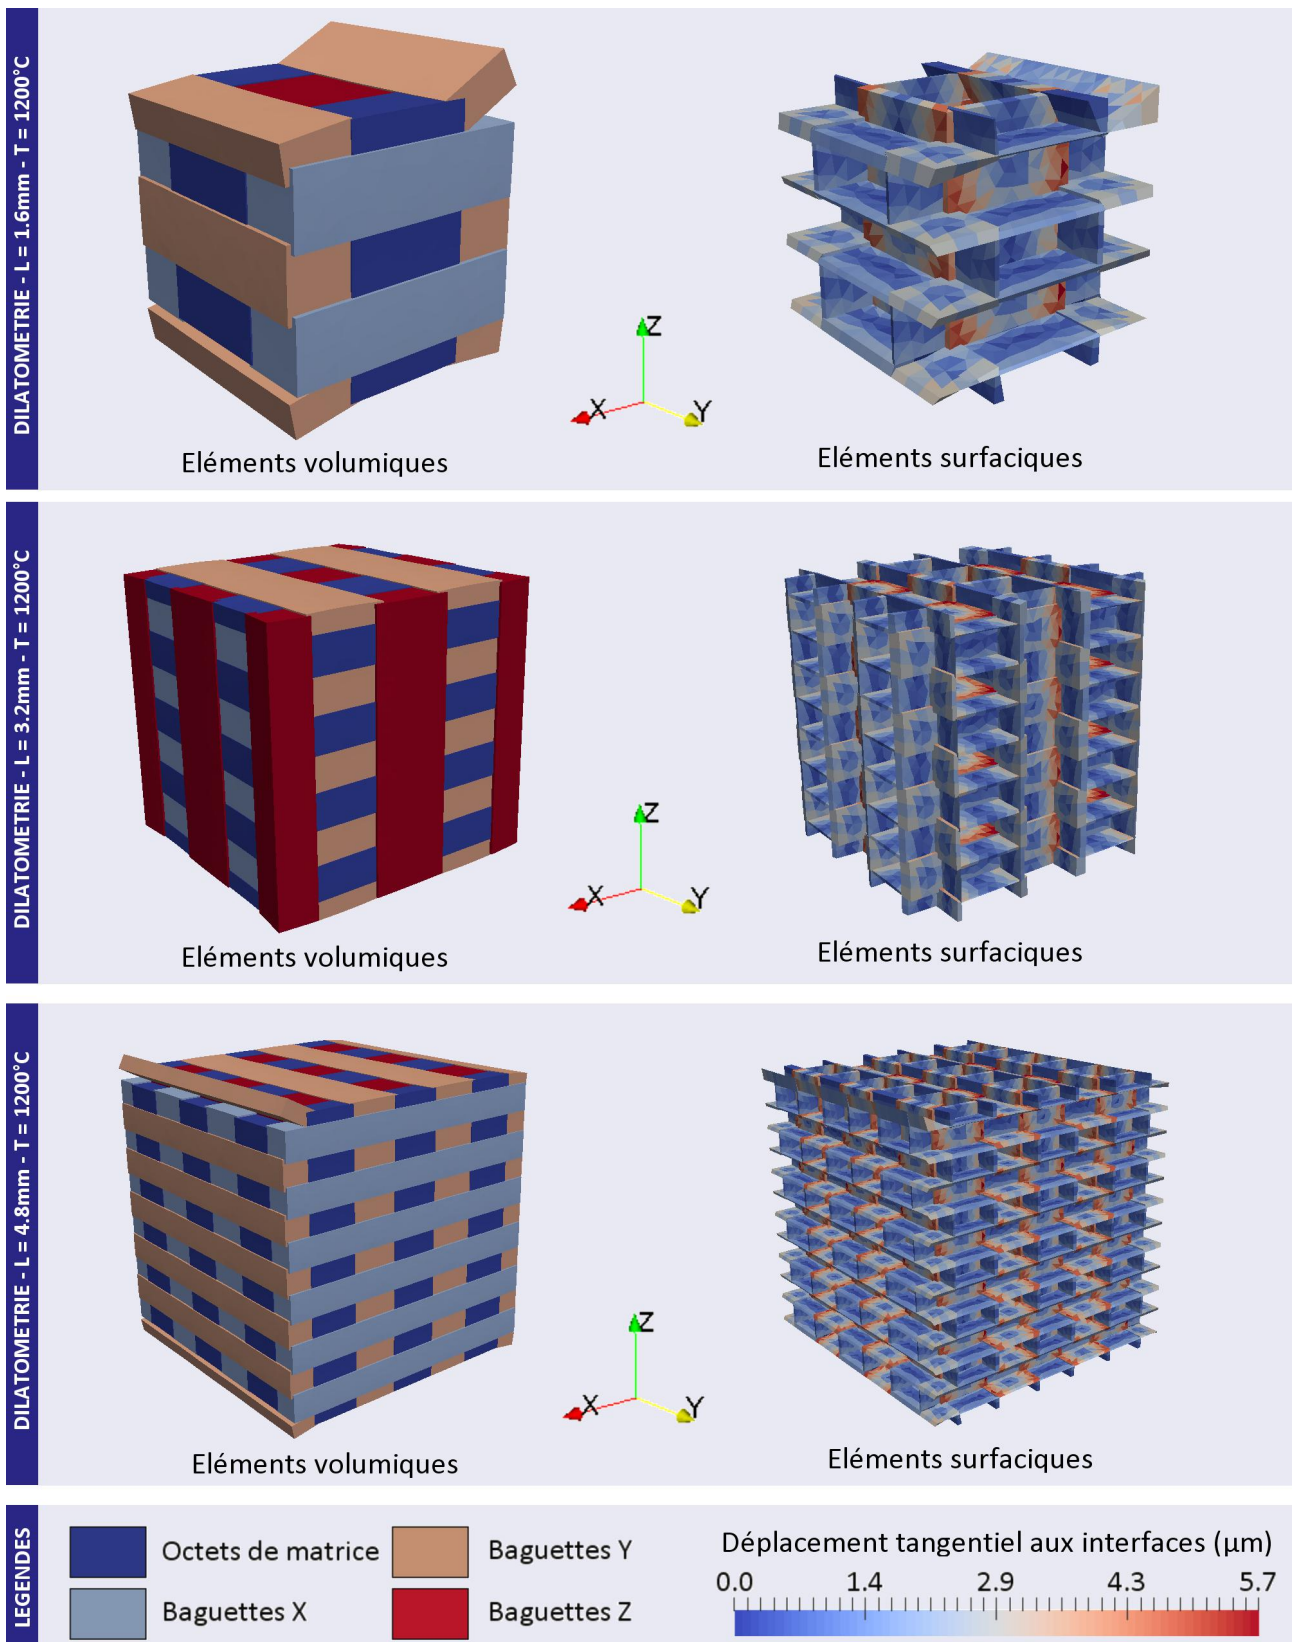 DILATOMETRIE - L = 1.6mm - T = 1200°C
Z
X
Y
Eléments volumiques
Eléments surfaciques
DILATOMETRIE - L = 3.2mm - T = 1200°C
Z
X
Y
Eléments volumiques
Eléments surfaciques
DILATOMETRIE - L = 4.8mm - T = 1200°C
Z
X
Y
Eléments volumiques
Eléments surfaciques
LEGENDES
Octets de matrice
Baguettes Y
Baguettes X
Baguettes Z
Déplacement tangentiel aux interfaces (µm)
0.0 1.4 2.9 4.3 5.7